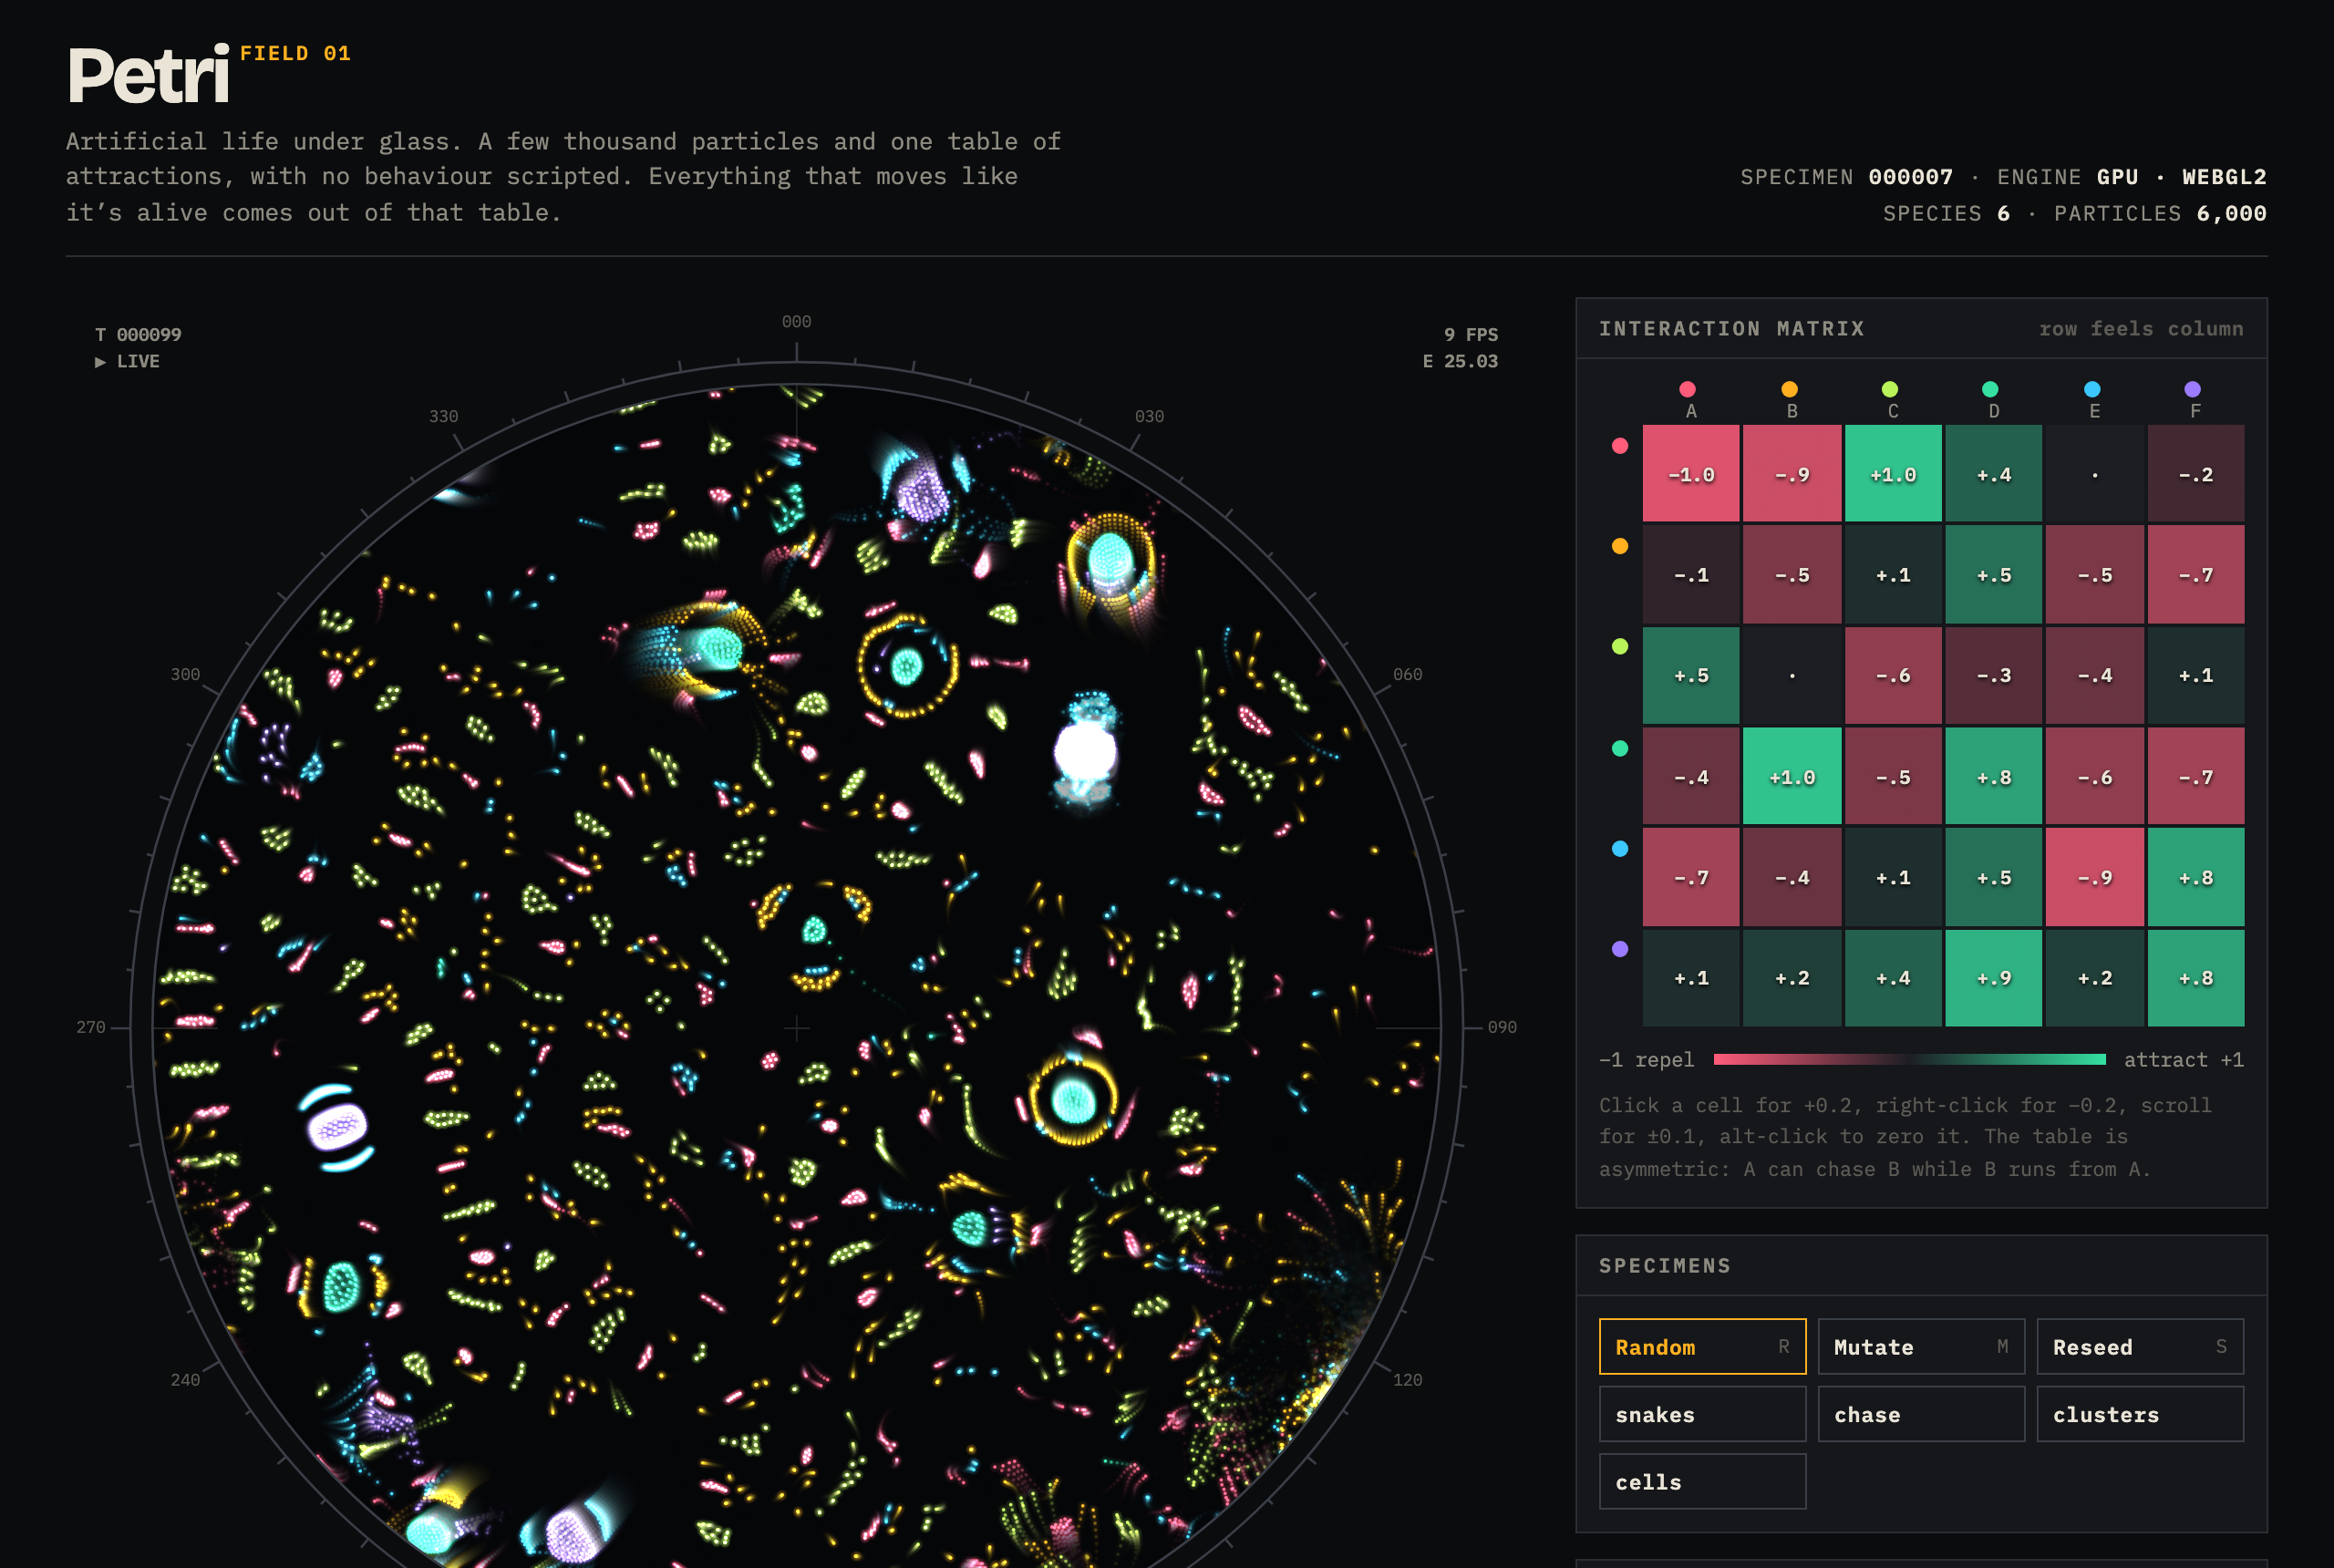 Petri FIELD 01
Artificial life under glass. A few thousand particles and one table of
attractions, with no behaviour scripted. Everything that moves like
it’s alive comes out of that table.
SPECIMEN 000007 · ENGINE GPU · WEBGL2
SPECIES 6 · PARTICLES 6,000
T 000099
▶ LIVE
9 FPS
E 25.03
000
030
060
090
120
240
270
300
330
INTERACTION MATRIX row feels column
A B C D E F
−1.0 −.9 +1.0 +.4 · −.2
−.1 −.5 +.1 +.5 −.5 −.7
+.5 · −.6 −.3 −.4 +.1
−.4 +1.0 −.5 +.8 −.6 −.7
−.7 −.4 +.1 +.5 −.9 +.8
+.1 +.2 +.4 +.9 +.2 +.8
−1 repel attract +1
Click a cell for +0.2, right-click for −0.2, scroll
for ±0.1, alt-click to zero it. The table is
asymmetric: A can chase B while B runs from A.
SPECIMENS
Random R Mutate M Reseed S
snakes chase clusters
cells